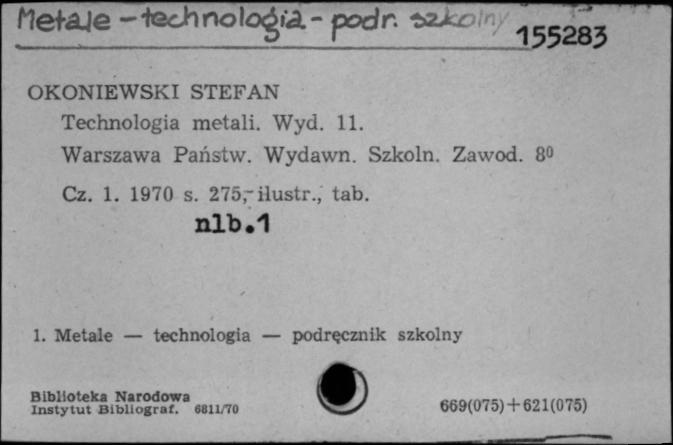 Metale - technologia - podr. szkolny
155283
OKONIEWSKI STEFAN
Technologia metali. Wyd. 11.
Warszawa Państw. Wydawn. Szkoln. Zawod. 8⁰
Cz. 1. 1970 s. 275, ilustr., tab.
nlb.1
1. Metale — technologia — podręcznik szkolny
Biblioteka Narodowa
Instytut Bibliograf. 6811/70
669(075)+621(075)